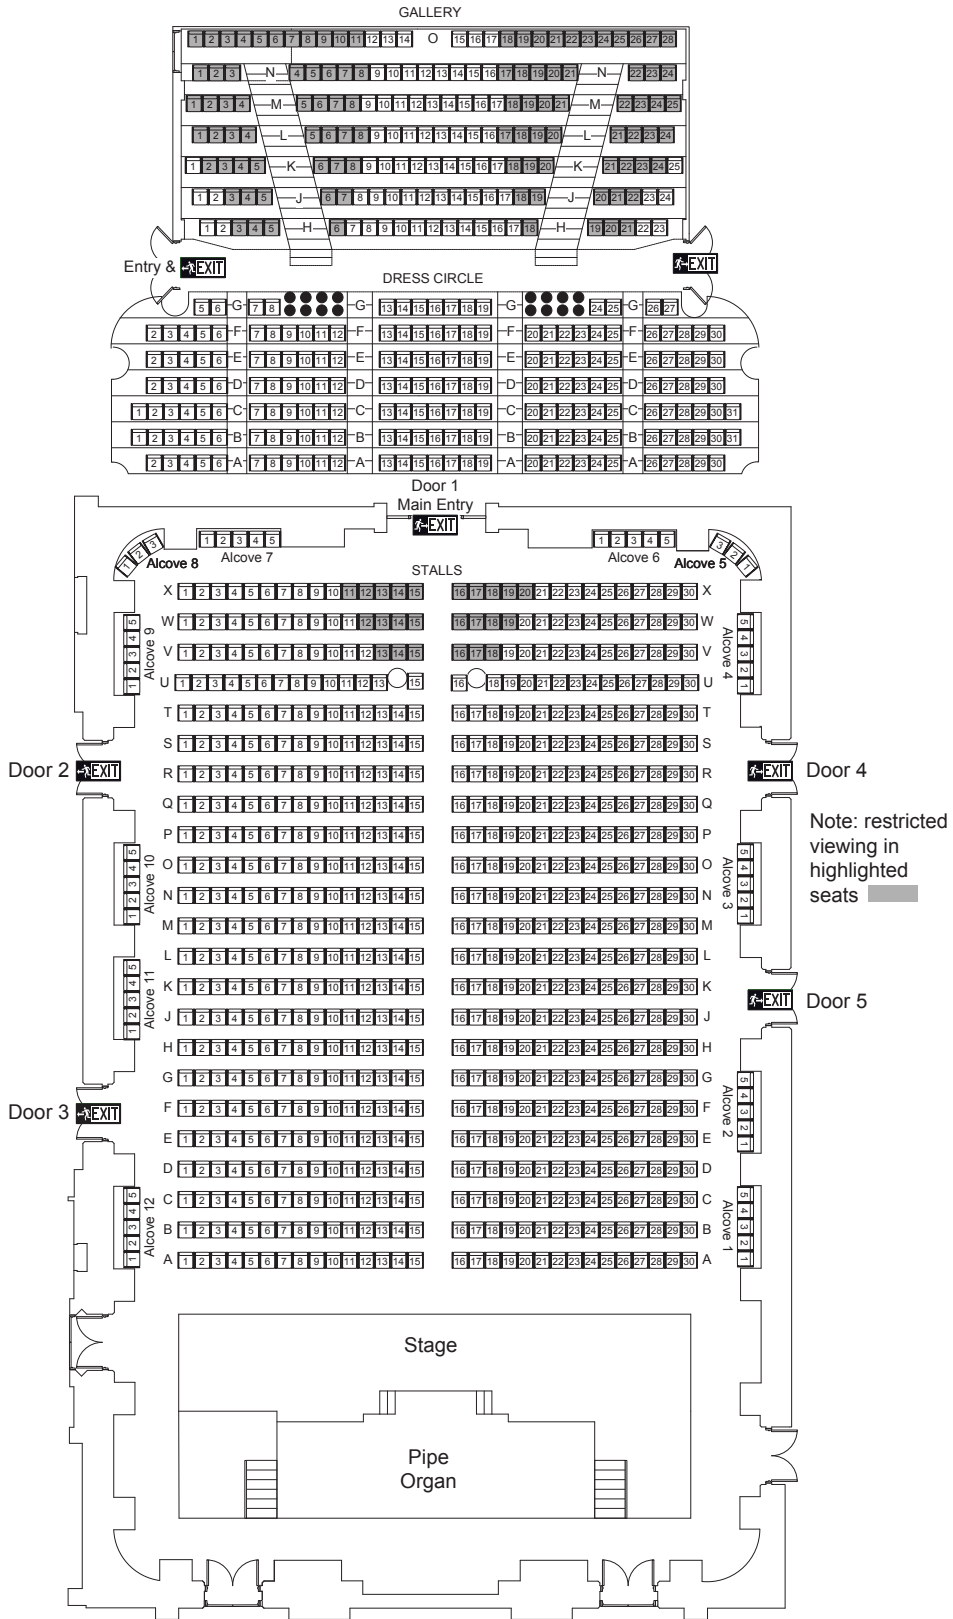 GALLERY
1 2 3 4 5 6 7 8 9 10 11 12 13 14 O 15 16 17 18 19 20 21 22 23 24 25 26 27 28
1 2 3 N 4 5 6 7 8 9 10 11 12 13 14 15 16 17 18 19 20 21 N 22 23 24
1 2 3 4 M 5 6 7 8 9 10 11 12 13 14 15 16 17 18 19 20 21 M 22 23 24 25
1 2 3 4 L 5 6 7 8 9 10 11 12 13 14 15 16 17 18 19 20 L 21 22 23 24
1 2 3 4 5 K 6 7 8 9 10 11 12 13 14 15 16 17 18 19 20 K 21 22 23 24 25
1 2 3 4 5 J 6 7 8 9 10 11 12 13 14 15 16 17 18 19 J 20 21 22 23 24
1 2 3 4 5 H 6 7 8 9 10 11 12 13 14 15 16 17 18 H 19 20 21 22 23
Entry & EXIT
EXIT
DRESS CIRCLE
5 6 G 7 8 G 13 14 15 16 17 18 19 G 24 25 G 26 27
2 3 4 5 6 F 7 8 9 10 11 12 F 13 14 15 16 17 18 19 F 20 21 22 23 24 25 F 26 27 28 29 30
2 3 4 5 6 E 7 8 9 10 11 12 E 13 14 15 16 17 18 19 E 20 21 22 23 24 25 E 26 27 28 29 30
2 3 4 5 6 D 7 8 9 10 11 12 D 13 14 15 16 17 18 19 D 20 21 22 23 24 25 D 26 27 28 29 30
1 2 3 4 5 6 C 7 8 9 10 11 12 C 13 14 15 16 17 18 19 C 20 21 22 23 24 25 C 26 27 28 29 30 31
1 2 3 4 5 6 B 7 8 9 10 11 12 B 13 14 15 16 17 18 19 B 20 21 22 23 24 25 B 26 27 28 29 30 31
2 3 4 5 6 A 7 8 9 10 11 12 A 13 14 15 16 17 18 19 A 20 21 22 23 24 25 A 26 27 28 29 30
Door 1
Main Entry
EXIT
1 2 3
Alcove 8
1 2 3 4 5
Alcove 7
1 2 3 4 5
Alcove 6
3 2 1
Alcove 5
STALLS
X 1 2 3 4 5 6 7 8 9 10 11 12 13 14 15 16 17 18 19 20 21 22 23 24 25 26 27 28 29 30 X
W 1 2 3 4 5 6 7 8 9 10 11 12 13 14 15 16 17 18 19 20 21 22 23 24 25 26 27 28 29 30 W
V 1 2 3 4 5 6 7 8 9 10 11 12 13 14 15 16 17 18 19 20 21 22 23 24 25 26 27 28 29 30 V
U 1 2 3 4 5 6 7 8 9 10 11 12 13 15 16 18 19 20 21 22 23 24 25 26 27 28 29 30 U
T 1 2 3 4 5 6 7 8 9 10 11 12 13 14 15 16 17 18 19 20 21 22 23 24 25 26 27 28 29 30 T
S 1 2 3 4 5 6 7 8 9 10 11 12 13 14 15 16 17 18 19 20 21 22 23 24 25 26 27 28 29 30 S
R 1 2 3 4 5 6 7 8 9 10 11 12 13 14 15 16 17 18 19 20 21 22 23 24 25 26 27 28 29 30 R
Q 1 2 3 4 5 6 7 8 9 10 11 12 13 14 15 16 17 18 19 20 21 22 23 24 25 26 27 28 29 30 Q
P 1 2 3 4 5 6 7 8 9 10 11 12 13 14 15 16 17 18 19 20 21 22 23 24 25 26 27 28 29 30 P
O 1 2 3 4 5 6 7 8 9 10 11 12 13 14 15 16 17 18 19 20 21 22 23 24 25 26 27 28 29 30 O
N 1 2 3 4 5 6 7 8 9 10 11 12 13 14 15 16 17 18 19 20 21 22 23 24 25 26 27 28 29 30 N
M 1 2 3 4 5 6 7 8 9 10 11 12 13 14 15 16 17 18 19 20 21 22 23 24 25 26 27 28 29 30 M
L 1 2 3 4 5 6 7 8 9 10 11 12 13 14 15 16 17 18 19 20 21 22 23 24 25 26 27 28 29 30 L
K 1 2 3 4 5 6 7 8 9 10 11 12 13 14 15 16 17 18 19 20 21 22 23 24 25 26 27 28 29 30 K
J 1 2 3 4 5 6 7 8 9 10 11 12 13 14 15 16 17 18 19 20 21 22 23 24 25 26 27 28 29 30 J
H 1 2 3 4 5 6 7 8 9 10 11 12 13 14 15 16 17 18 19 20 21 22 23 24 25 26 27 28 29 30 H
G 1 2 3 4 5 6 7 8 9 10 11 12 13 14 15 16 17 18 19 20 21 22 23 24 25 26 27 28 29 30 G
F 1 2 3 4 5 6 7 8 9 10 11 12 13 14 15 16 17 18 19 20 21 22 23 24 25 26 27 28 29 30 F
E 1 2 3 4 5 6 7 8 9 10 11 12 13 14 15 16 17 18 19 20 21 22 23 24 25 26 27 28 29 30 E
D 1 2 3 4 5 6 7 8 9 10 11 12 13 14 15 16 17 18 19 20 21 22 23 24 25 26 27 28 29 30 D
C 1 2 3 4 5 6 7 8 9 10 11 12 13 14 15 16 17 18 19 20 21 22 23 24 25 26 27 28 29 30 C
B 1 2 3 4 5 6 7 8 9 10 11 12 13 14 15 16 17 18 19 20 21 22 23 24 25 26 27 28 29 30 B
A 1 2 3 4 5 6 7 8 9 10 11 12 13 14 15 16 17 18 19 20 21 22 23 24 25 26 27 28 29 30 A
1 2 3 4 5
Alcove 9
Door 2 EXIT
1 2 3 4 5
Alcove 10
1 2 3 4 5
Alcove 11
Door 3 EXIT
1 2 3 4 5
Alcove 12
5 4 3 2 1
Alcove 4
EXIT Door 4
Note: restricted
viewing in
highlighted
seats
5 4 3 2 1
Alcove 3
EXIT Door 5
5 4 3 2 1
Alcove 2
5 4 3 2 1
Alcove 1
Stage
Pipe
Organ